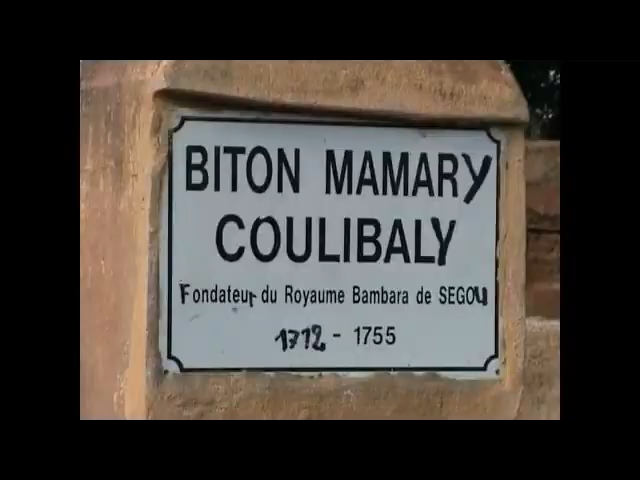 BITON MAMARY
COULIBALY
Fondateur du Royaume Bambara de SEGOU
1712 - 1755